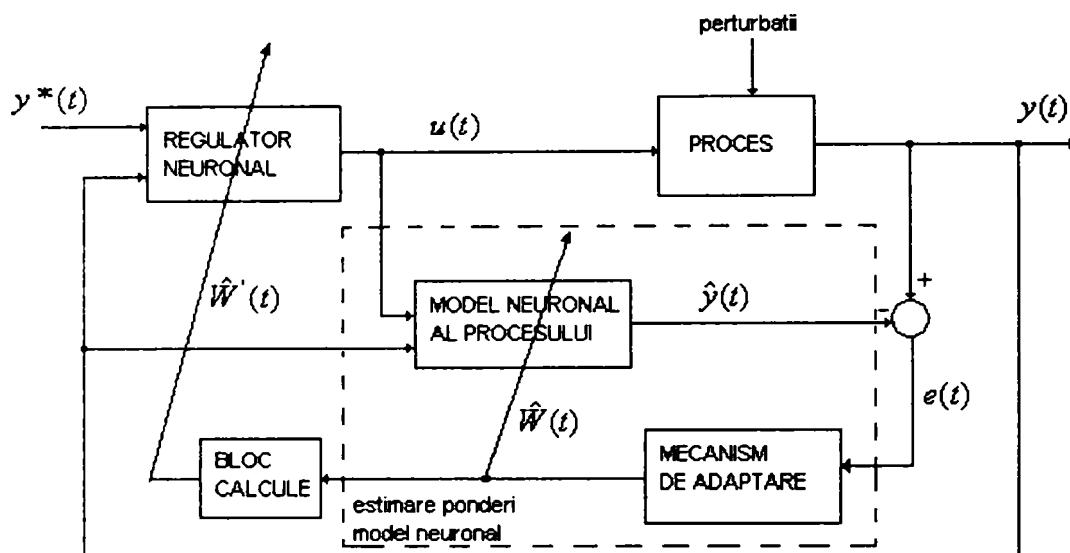 perturbatii
y*(t)
REGULATOR
NEURONAL
u(t)
PROCES
y(t)
Ŵ'(t)
MODEL NEURONAL
AL PROCESULUI
ŷ(t)
+
-
e(t)
Ŵ(t)
BLOC
CALCULE
MECANISM
DE ADAPTARE
estimare ponderi
model neuronal